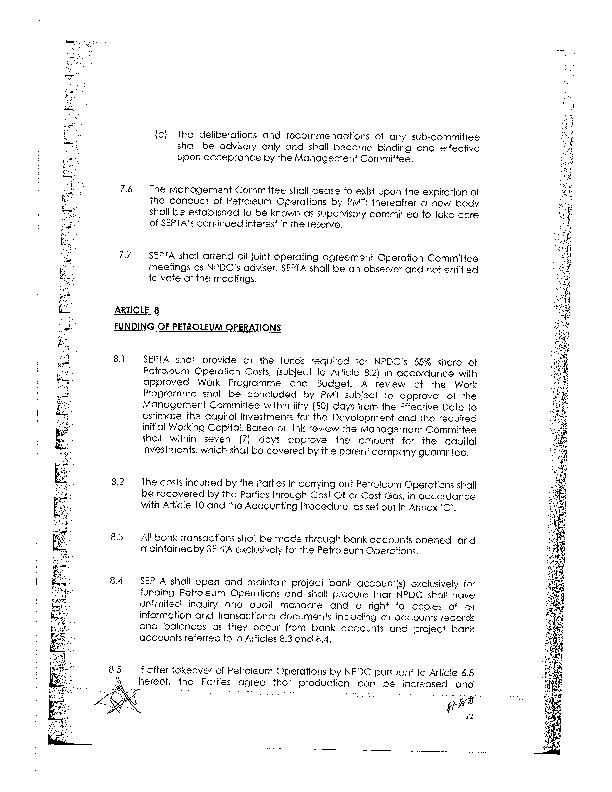 (c) The deliberations and recommendations of any sub-committee
shall be advisory only and shall become binding and effective
upon acceptance by the Management Committee.
7.6 The Management Committee shall cease to exist upon the expiration of
the conduct of Petroleum Operations by PMT; thereafter a new body
shall be established to be known as supervisory committee to take care
of SEPTA's continued interest in the reserve.
7.7 SEPTA shall attend all joint operating agreement Operation Committee
meetings as NPDC's adviser. SEPTA shall be an observer and not entitled
to vote at the meetings.
ARTICLE 8
FUNDING OF PETROLEUM OPERATIONS
8.1 SEPTA shall provide all the funds required for NPDC's 55% share of
Petroleum Operation Costs, (subject to Article 8.2) in accordance with
approved Work Programme and Budget. A review of the Work
Programme shall be concluded by PMT subject to approval of the
Management Committee within fifty (50) days from the Effective Date to
estimate the capital investments for the Development and the required
initial Working Capital. Based on this review the Management Committee
shall within seven (7) days approve the amount for the capital
investments, which shall be covered by the parent company guarantee.
8.2 The costs incurred by the Parties in carrying out Petroleum Operations shall
be recovered by the Parties through Cost Oil or Cost Gas, in accordance
with Article 10 and the Accounting Procedure, as set out in Annex "C".
8.3 All bank transactions shall be made through bank accounts opened and
maintained by SEPTA exclusively for the Petroleum Operations.
8.4 SEPTA shall open and maintain project bank account(s) exclusively for
funding Petroleum Operations and shall procure that NPDC shall have
unlimited inquiry and audit mandate and a right to copies of all
information and transactional documents including all accounts records
and balances as they occur from bank accounts and project bank
accounts referred to in Articles 8.3 and 8.4.
8.5 If after takeover of Petroleum Operations by NPDC pursuant to Article 6.6
hereof, the Parties agree that production can be increased and
12